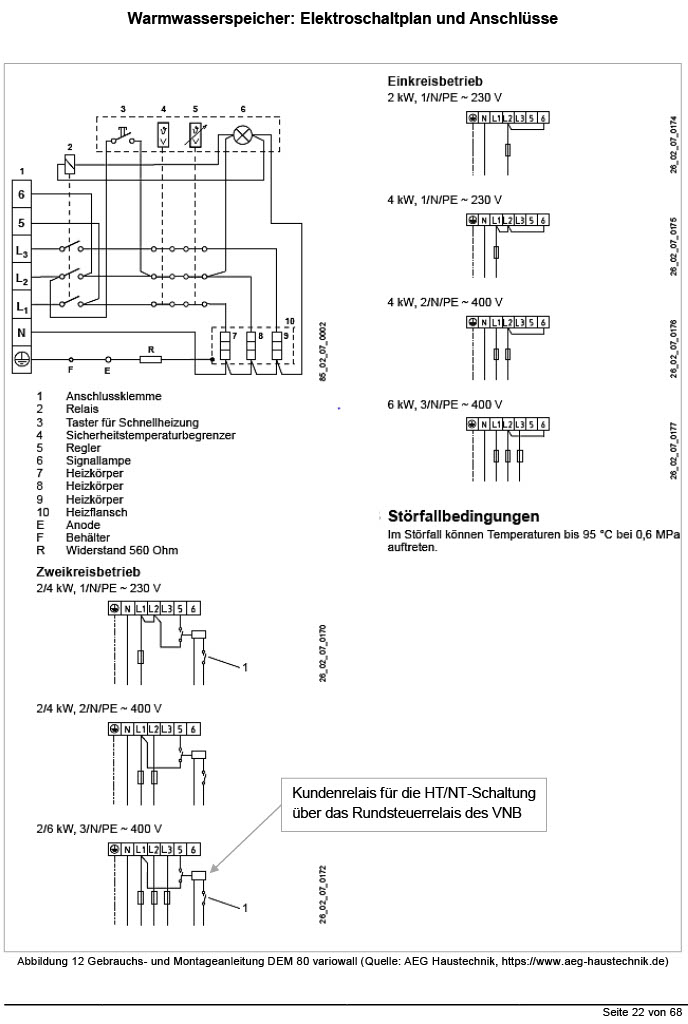 Warmwasserspeicher: Elektroschaltplan und Anschlüsse
3 4 5 6
2
1
6
5
L3
L2
L1
N
10
7 8 9
R
F E
85_02_07_0002
1 Anschlussklemme
2 Relais
3 Taster für Schnellheizung
4 Sicherheitstemperaturbegrenzer
5 Regler
6 Signallampe
7 Heizkörper
8 Heizkörper
9 Heizkörper
10 Heizflansch
E Anode
F Behälter
R Widerstand 560 Ohm
Zweikreisbetrieb
2/4 kW, 1/N/PE ~ 230 V
N L1 L2 L3 5 6
1
26_02_07_0170
2/4 kW, 2/N/PE ~ 400 V
N L1 L2 L3 5 6
2/6 kW, 3/N/PE ~ 400 V
N L1 L2 L3 5 6
1
26_02_07_0172
Kundenrelais für die HT/NT-Schaltung
über das Rundsteuerrelais des VNB
Einkreisbetrieb
2 kW, 1/N/PE ~ 230 V
N L1 L2 L3 5 6
26_02_07_0174
4 kW, 1/N/PE ~ 230 V
N L1 L2 L3 5 6
26_02_07_0175
4 kW, 2/N/PE ~ 400 V
N L1 L2 L3 5 6
26_02_07_0176
6 kW, 3/N/PE ~ 400 V
N L1 L2 L3 5 6
26_02_07_0177
Störfallbedingungen
Im Störfall können Temperaturen bis 95 °C bei 0,6 MPa
auftreten.
Abbildung 12 Gebrauchs- und Montageanleitung DEM 80 variowall (Quelle: AEG Haustechnik, https://www.aeg-haustechnik.de)
Seite 22 von 68